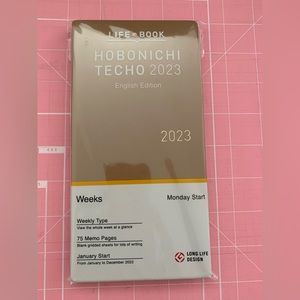 LIFE BOOK
HOBONICHI
TECHO 2023
English Edition
2023
Weeks
Monday Start
Weekly Type
View the whole week at a glance
75 Memo Pages
Blank gridded sheets for lots of writing
January Start
From January to December 2023
LONG LIFE
DESIGN